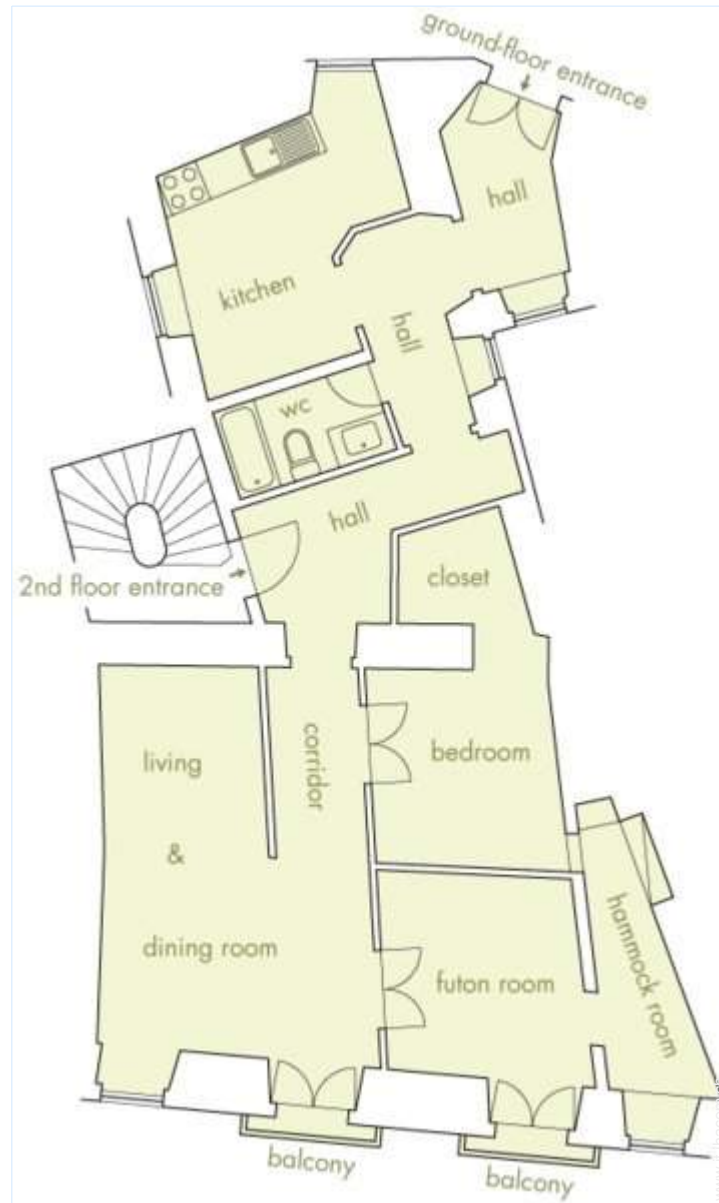 ground-floor entrance
hall
kitchen
hall
wc
hall
2nd floor entrance
closet
living
&
dining room
corridor
bedroom
hammock room
futon room
balcony
balcony